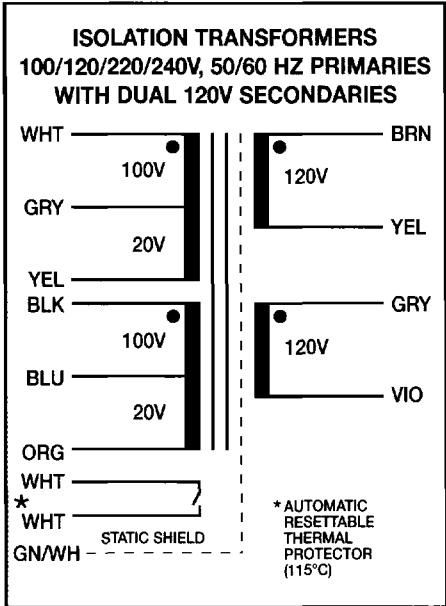 ISOLATION TRANSFORMERS
100/120/220/240V, 50/60 HZ PRIMARIES
WITH DUAL 120V SECONDARIES
WHT
100V
GRY
20V
YEL
BLK
100V
BLU
20V
ORG
WHT
*
WHT
STATIC SHIELD
GN/WH
BRN
120V
YEL
GRY
120V
VIO
* AUTOMATIC
RESETTABLE
THERMAL
PROTECTOR
(115°C)